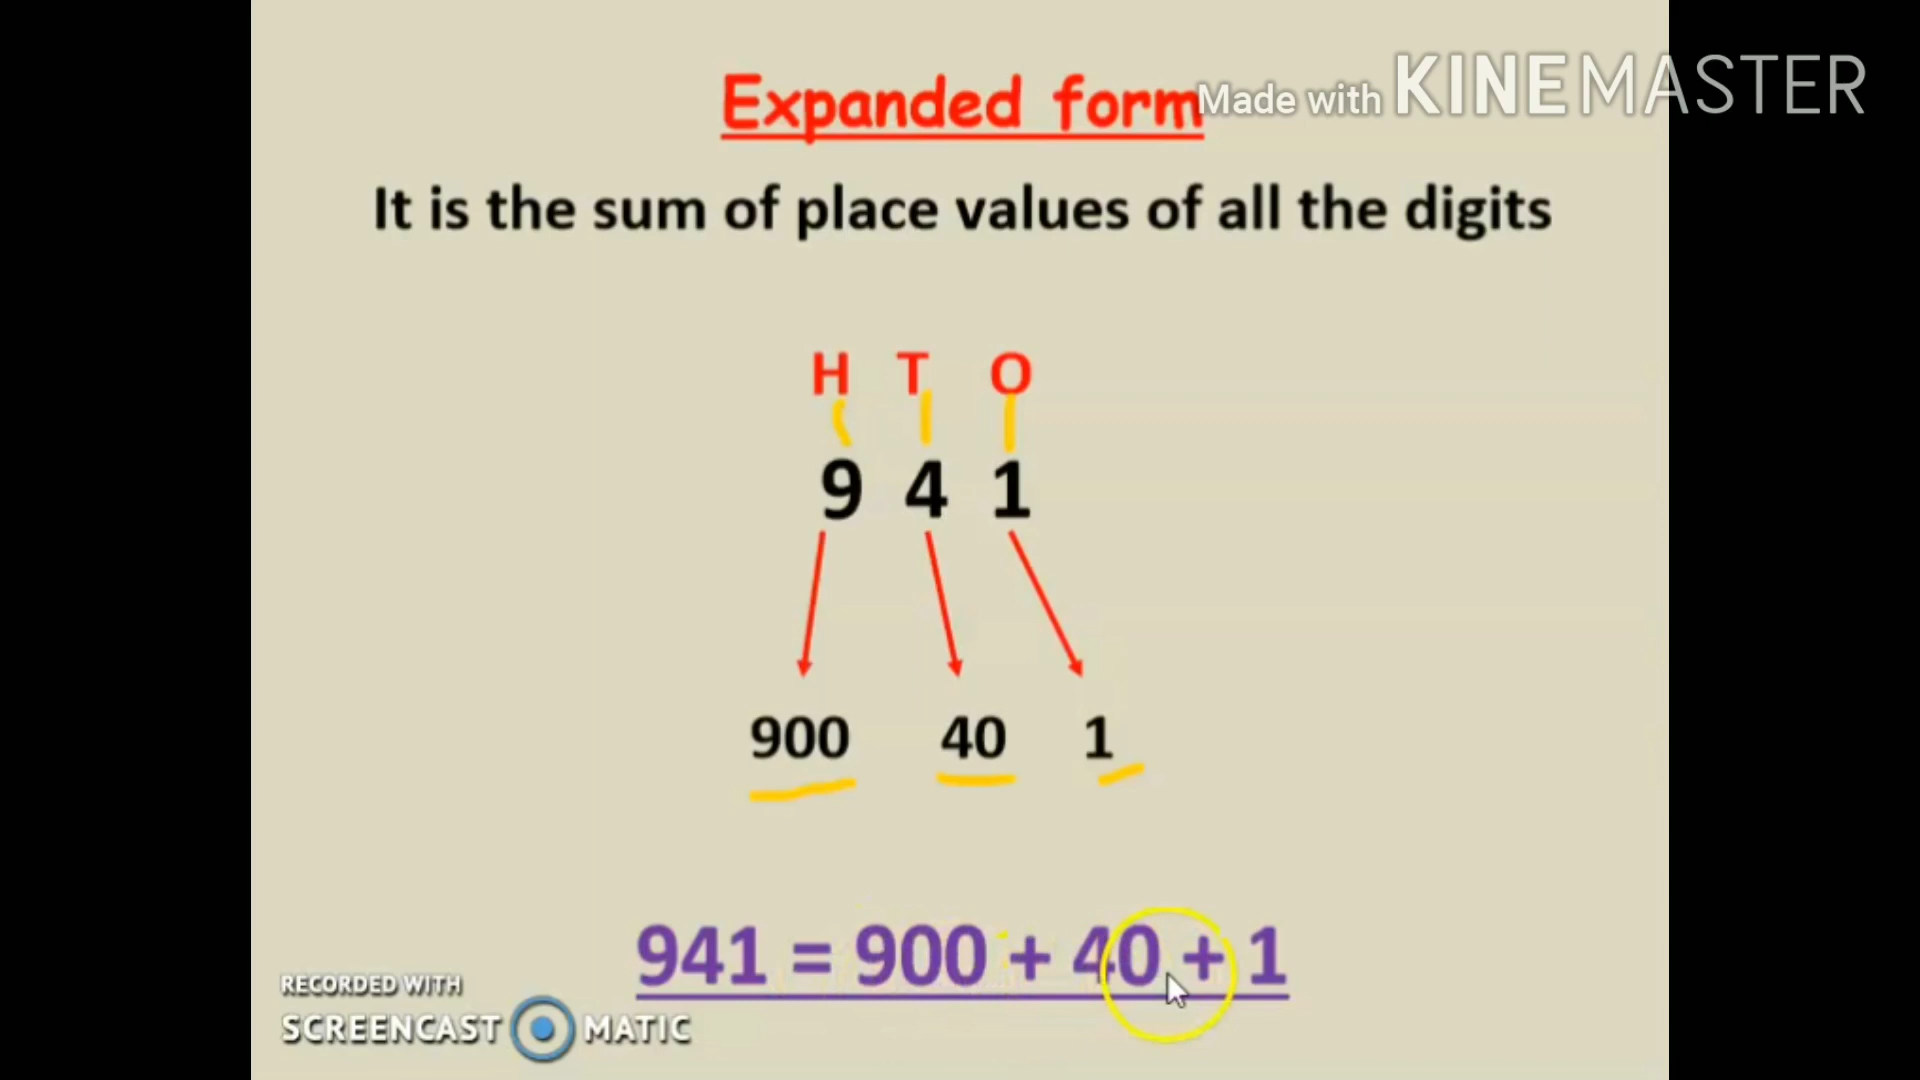 Expanded form
Made with KINEMASTER
It is the sum of place values of all the digits
H T O
9 4 1
900 40 1
941 = 900 + 40 + 1
RECORDED WITH
SCREENCAST MATIC